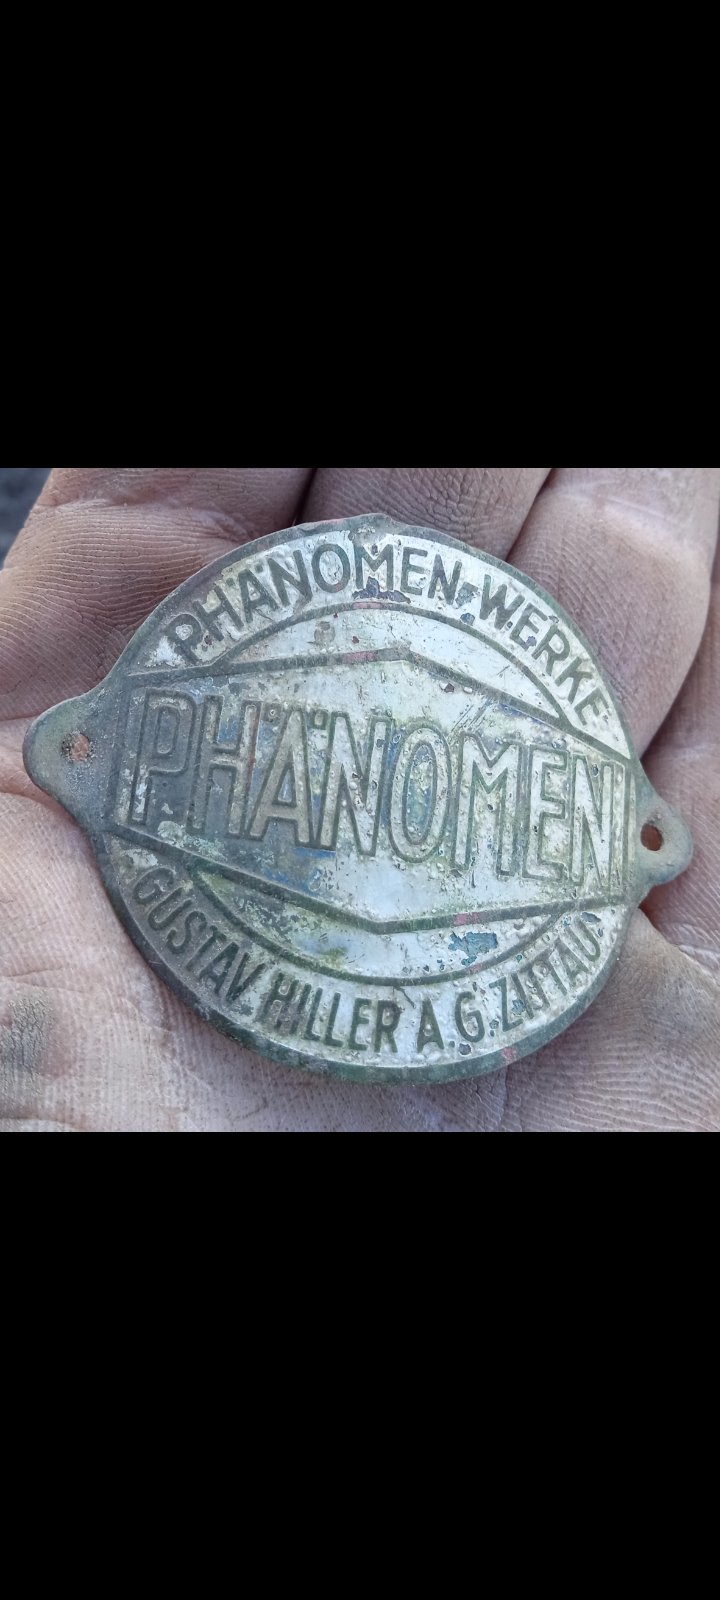 PHÄNOMEN-WERKE
PHÄNOMEN
GUSTAV HILLER A.G. ZITTAU